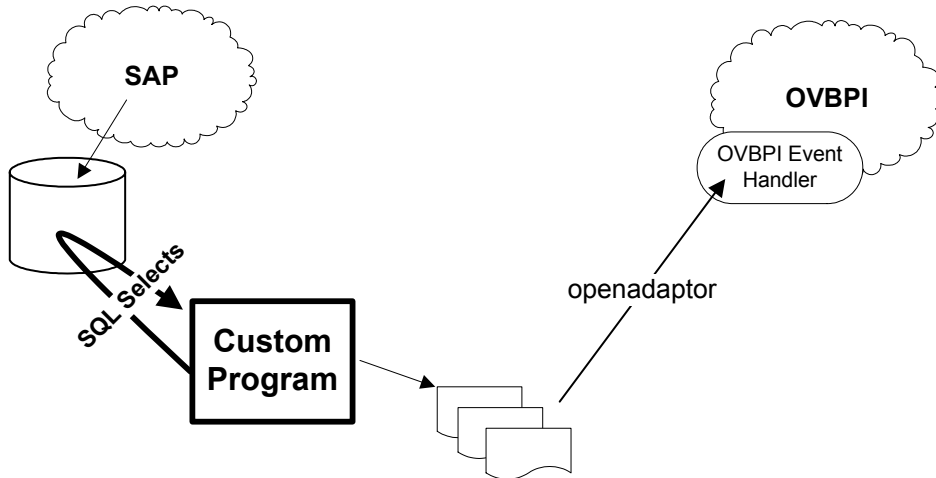 SAP
OVBPI
OVBPI Event
Handler
SQL Selects
openadaptor
Custom
Program